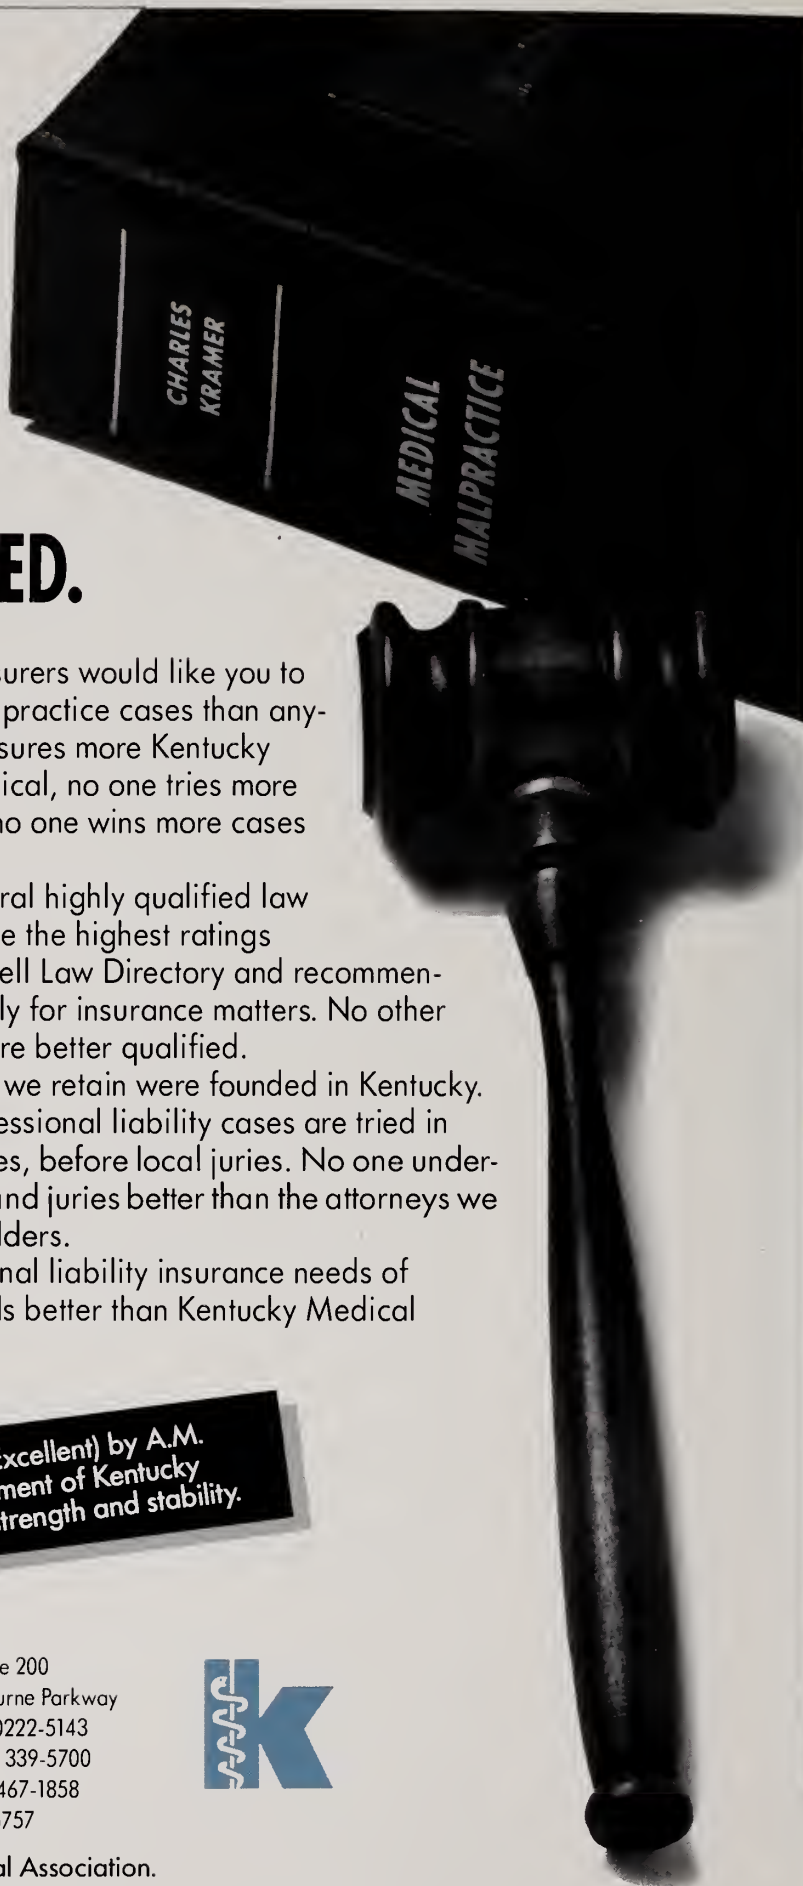 CHARLES
KRAMER
MEDICAL
MALPRACTICE
ED.
surers would like you to
practice cases than any-
sures more Kentucky
ical, no one tries more
no one wins more cases
ral highly qualified law
e the highest ratings
ell Law Directory and recommen-
ly for insurance matters. No other
re better qualified.
we retain were founded in Kentucky.
essional liability cases are tried in
es, before local juries. No one under-
and juries better than the attorneys we
lders.
nal liability insurance needs of
ls better than Kentucky Medical
xcellent) by A.M.
ment of Kentucky
trength and stability.
e 200
urne Parkway
0222-5143
339-5700
467-1858
757
k
al Association.